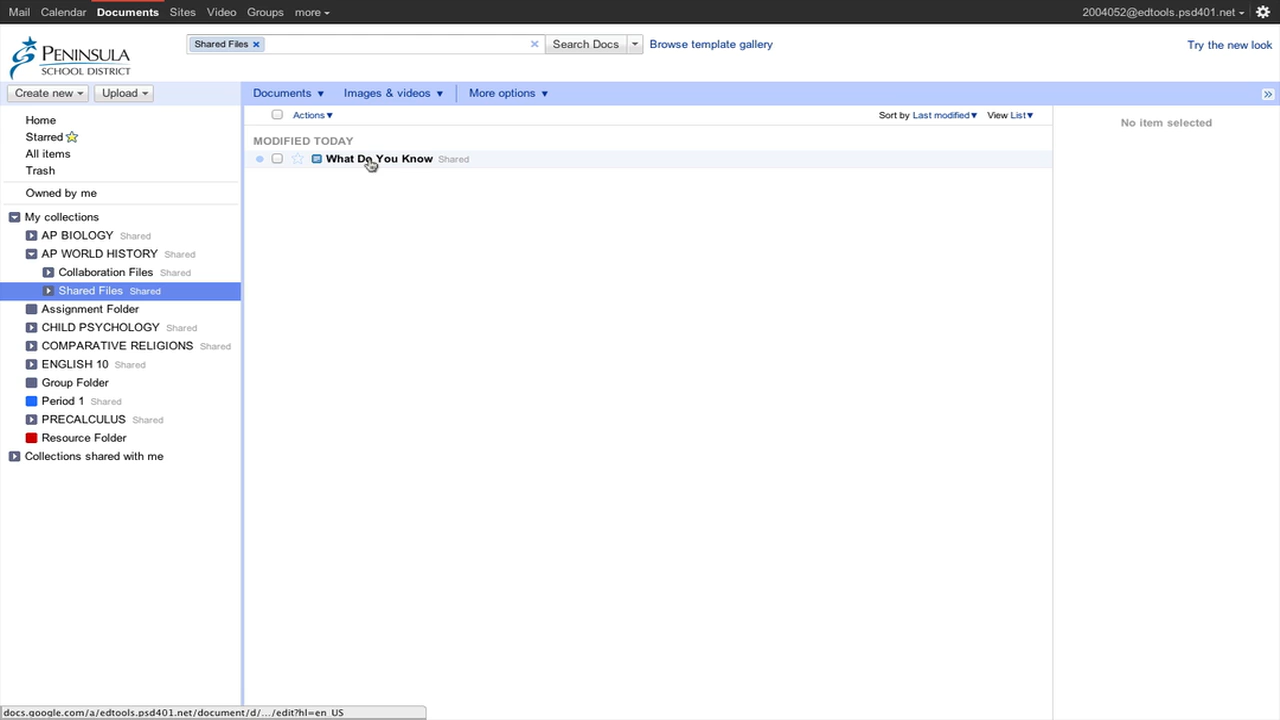 Mail Calendar Documents Sites Video Groups more 2004052@edtools.psd401.net
PENINSULA
SCHOOL DISTRICT
Shared Files × × Search Docs Browse template gallery Try the new look
Create new Upload Documents Images & videos More options »
Actions Sort by Last modified View List
No item selected
MODIFIED TODAY
What Do You Know Shared
Home
Starred
All items
Trash
Owned by me
My collections
AP BIOLOGY Shared
AP WORLD HISTORY Shared
Collaboration Files Shared
Shared Files Shared
Assignment Folder
CHILD PSYCHOLOGY Shared
COMPARATIVE RELIGIONS Shared
ENGLISH 10 Shared
Group Folder
Period 1 Shared
PRECALCULUS Shared
Resource Folder
Collections shared with me
docs.google.com/a/edtools.psd401.net/document/d/.../edit?hl=en_US